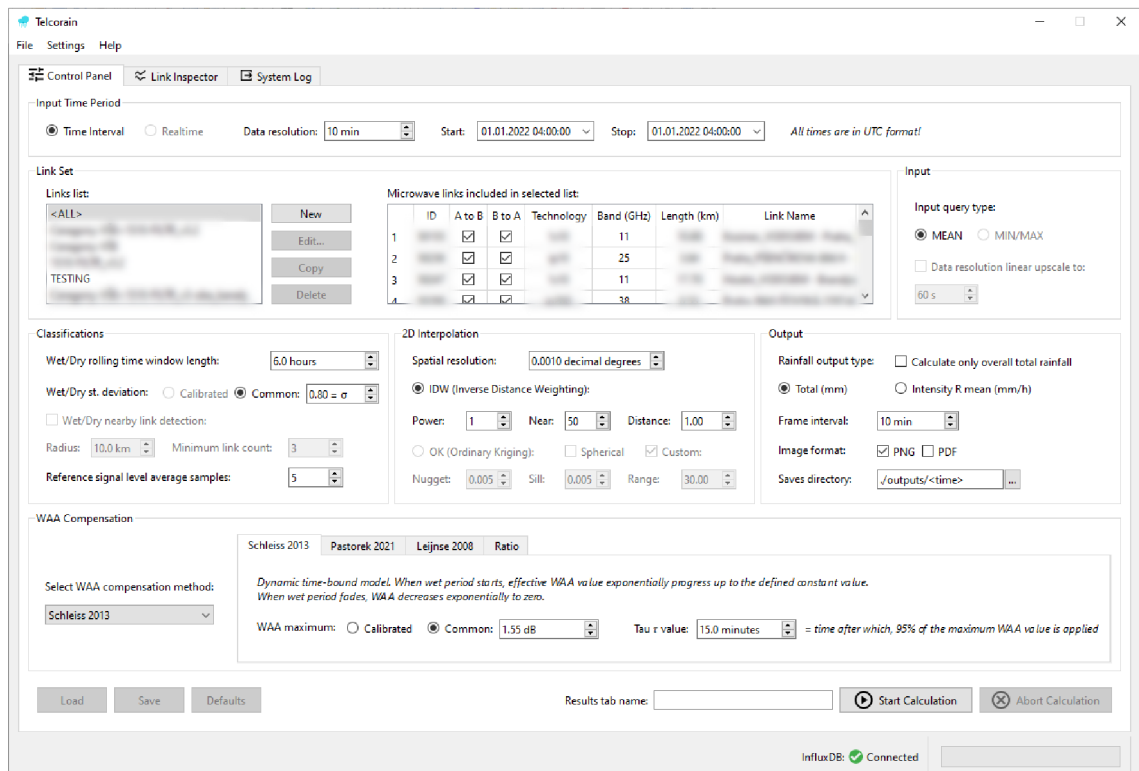 Telcorain
File Settings Help
Control Panel Link Inspector System Log
Input Time Period
Time Interval Realtime Data resolution: 10 min Start: 01.01.2022 04:00:00 Stop: 01.01.2022 04:00:00 All times are in UTC format!
Link Set
Links list:
<ALL>
TESTING
New
Edit...
Copy
Delete
Microwave links included in selected list:
ID A to B B to A Technology Band (GHz) Length (km) Link Name
1 11
2 25
3 11
4 38
Input
Input query type:
MEAN MIN/MAX
Data resolution linear upscale to:
60 s
Classifications
Wet/Dry rolling time window length: 6.0 hours
Wet/Dry st. deviation: Calibrated Common: 0.80 = σ
Wet/Dry nearby link detection:
Radius: 10.0 km Minimum link count: 3
Reference signal level average samples: 5
2D Interpolation
Spatial resolution: 0.0010 decimal degrees
IDW (Inverse Distance Weighting):
Power: 1 Near: 50 Distance: 1.00
OK (Ordinary Kriging): Spherical Custom:
Nugget: 0.005 Sill: 0.005 Range: 30.00
Output
Rainfall output type: Calculate only overall total rainfall
Total (mm) Intensity R mean (mm/h)
Frame interval: 10 min
Image format: PNG PDF
Saves directory: ./outputs/<time> ...
WAA Compensation
Select WAA compensation method:
Schleiss 2013
Schleiss 2013 Pastorek 2021 Leijnse 2008 Ratio
Dynamic time-bound model. When wet period starts, effective WAA value exponentially progress up to the defined constant value.
When wet period fades, WAA decreases exponentially to zero.
WAA maximum: Calibrated Common: 1.55 dB Tau τ value: 15.0 minutes = time after which, 95% of the maximum WAA value is applied
Load Save Defaults Results tab name: Start Calculation Abort Calculation
InfluxDB: Connected